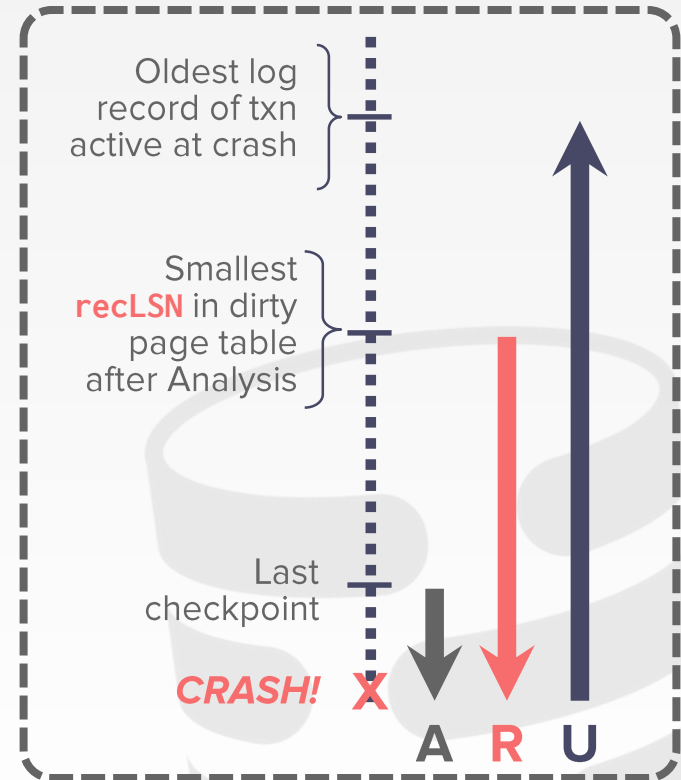 Oldest log
record of txn
active at crash
Smallest
recLSN in dirty
page table
after Analysis
Last
checkpoint
CRASH! X
A R U